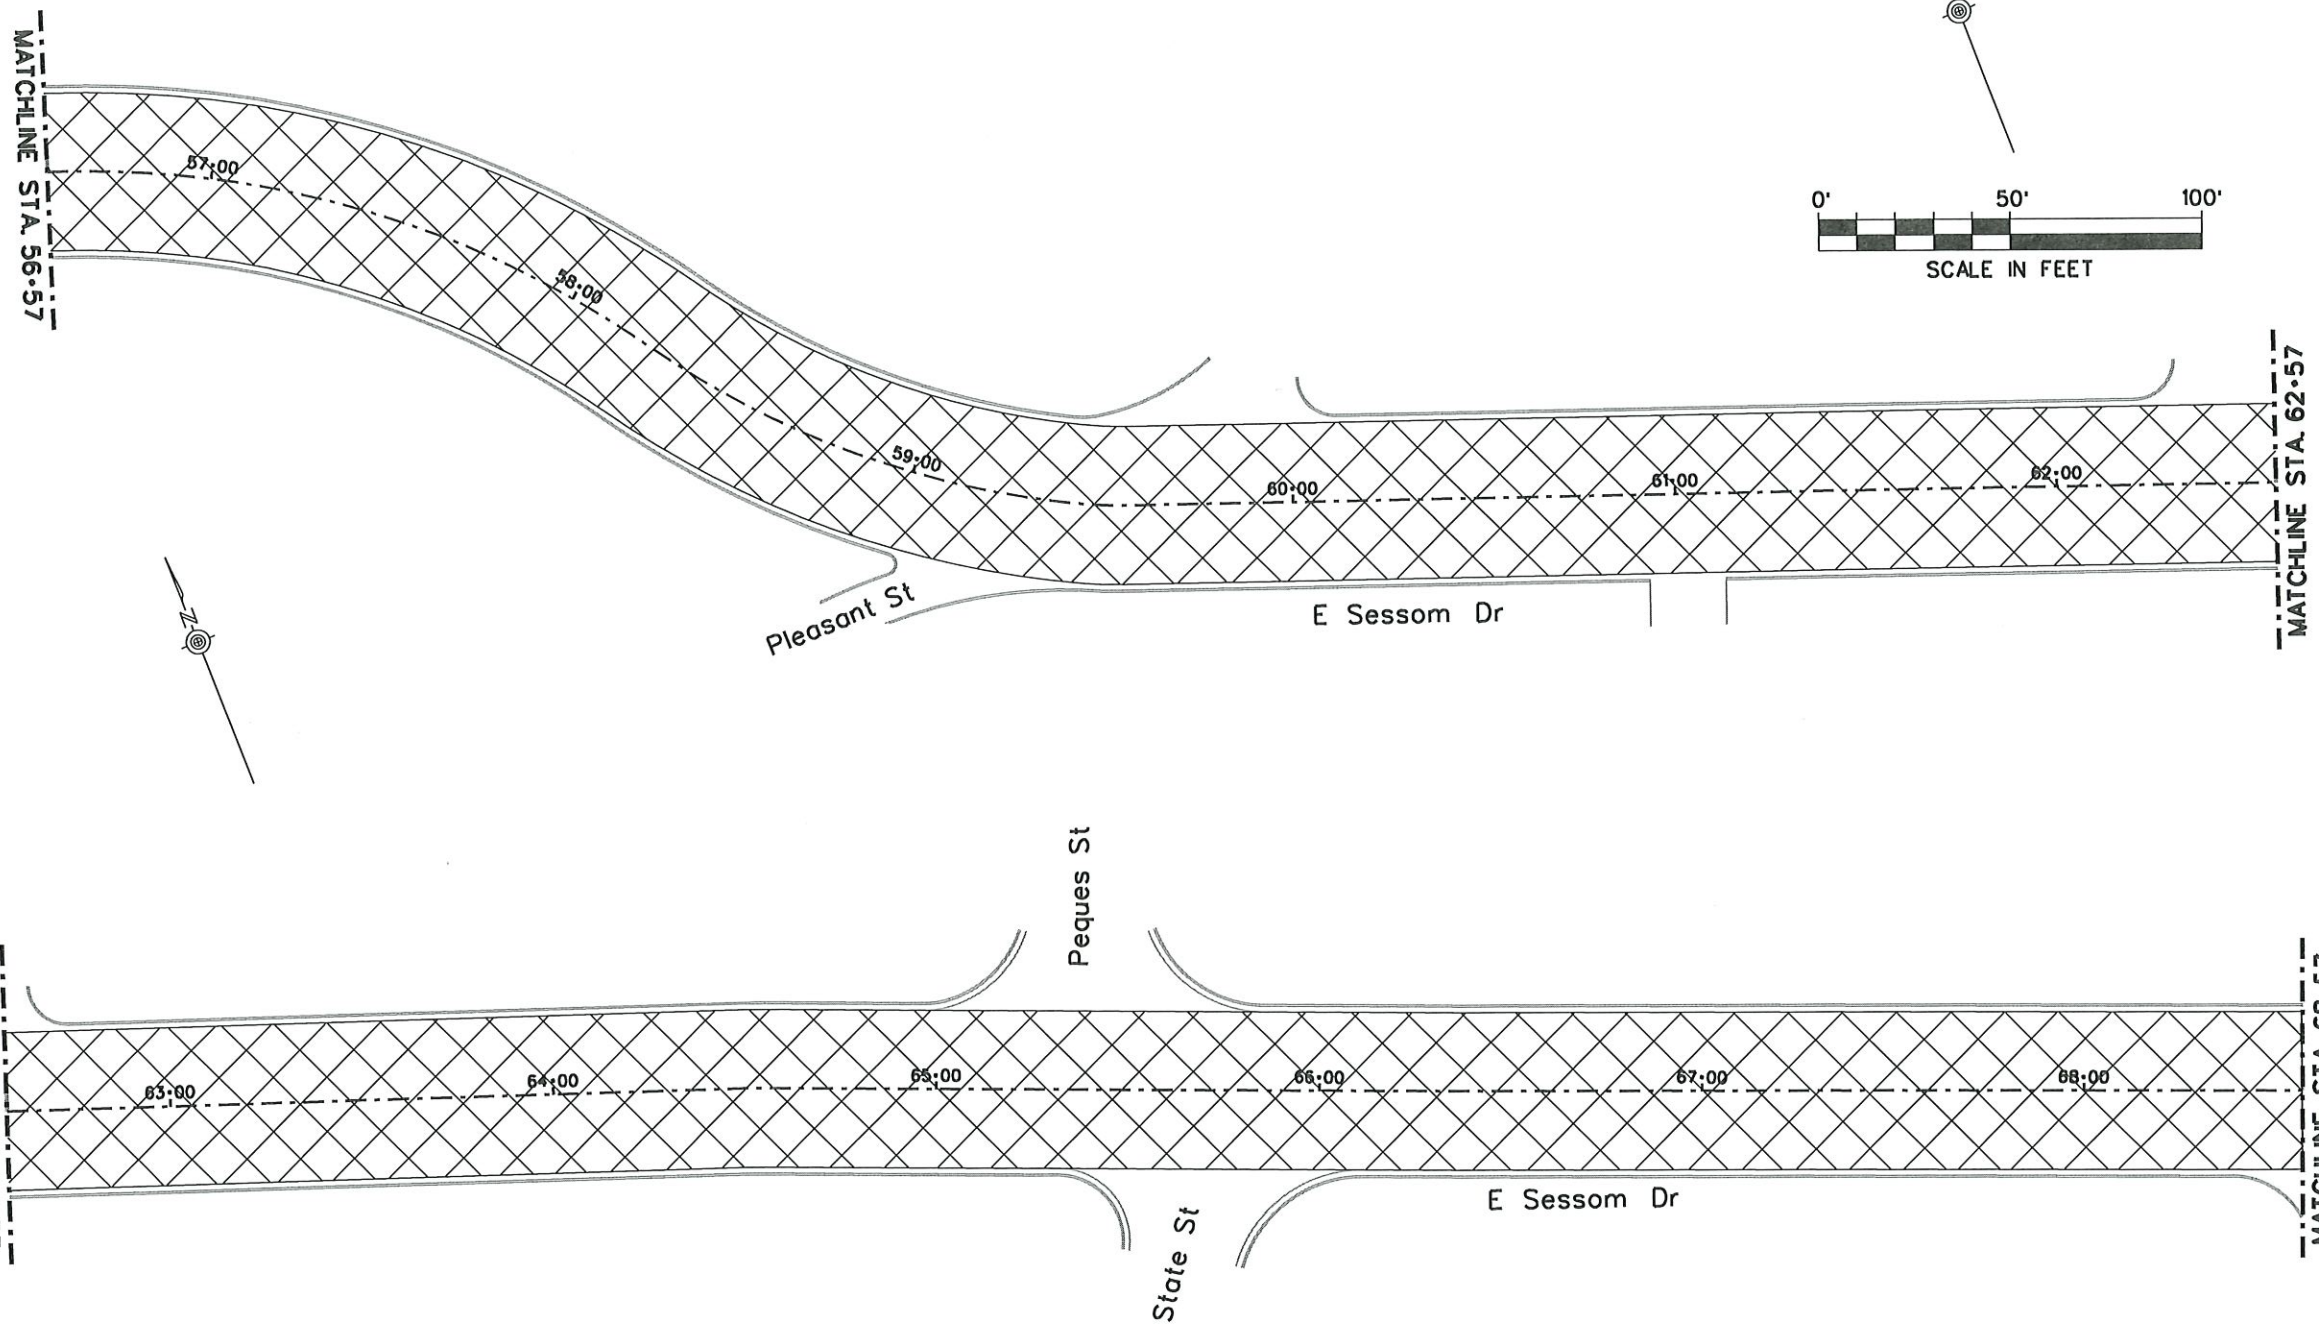 MATCHLINE STA. 56+57
57+00
58+00
59+00
60+00
61+00
62+00
0' 50' 100'
SCALE IN FEET
MATCHLINE STA. 62+57
Pleasant St
E Sessom Dr
N
Peques St
63+00
64+00
65+00
66+00
67+00
68+00
E Sessom Dr
State St